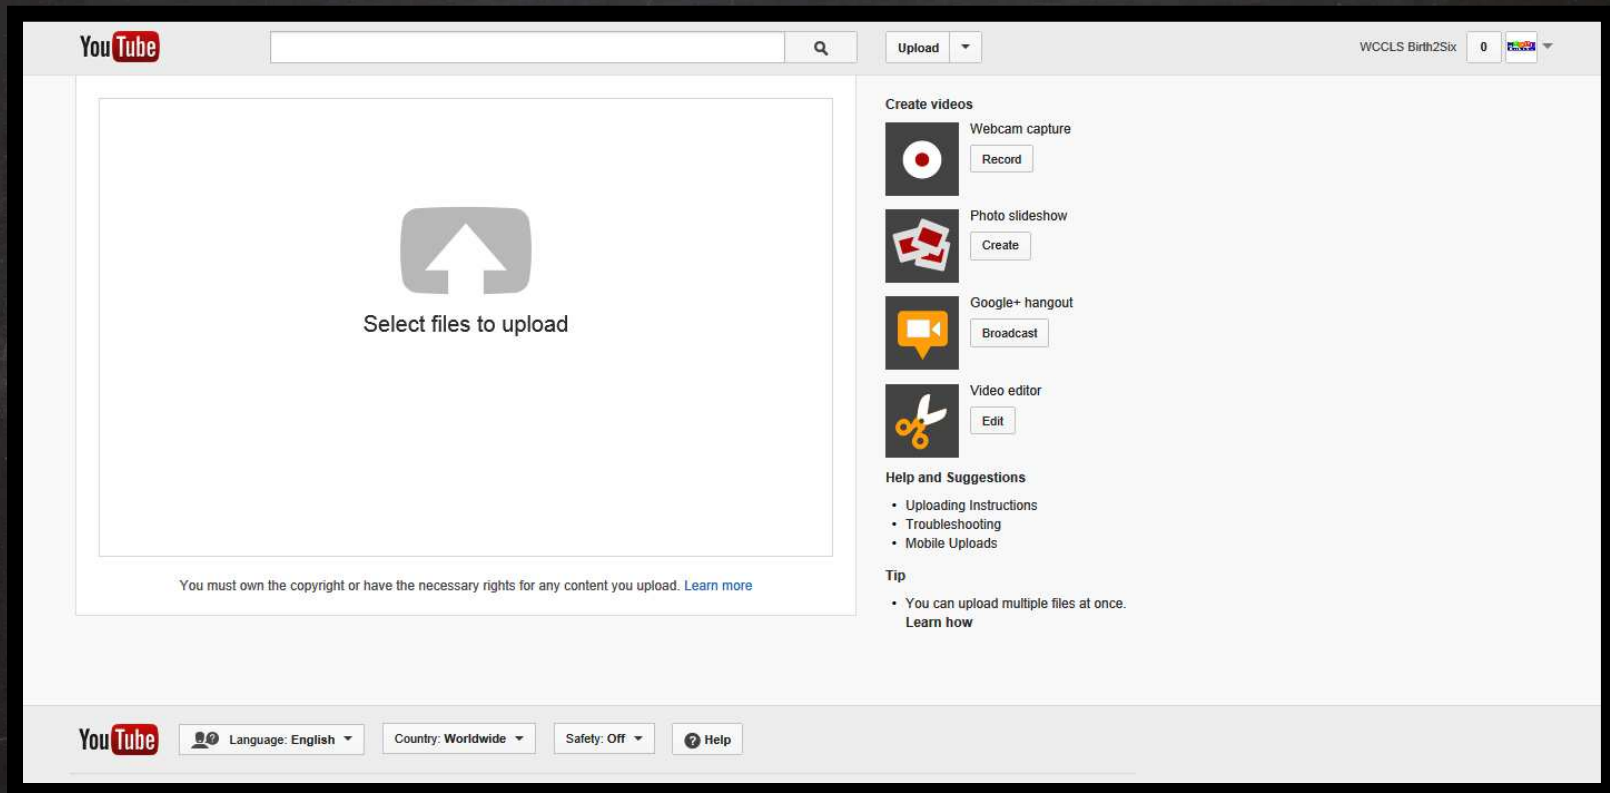 YouTube
Upload
WCCLS Birth2Six
0
Select files to upload
You must own the copyright or have the necessary rights for any content you upload. Learn more
Create videos
Webcam capture
Record
Photo slideshow
Create
Google+ hangout
Broadcast
Video editor
Edit
Help and Suggestions
• Uploading Instructions
• Troubleshooting
• Mobile Uploads
Tip
• You can upload multiple files at once.
Learn how
YouTube
Language: English
Country: Worldwide
Safety: Off
Help